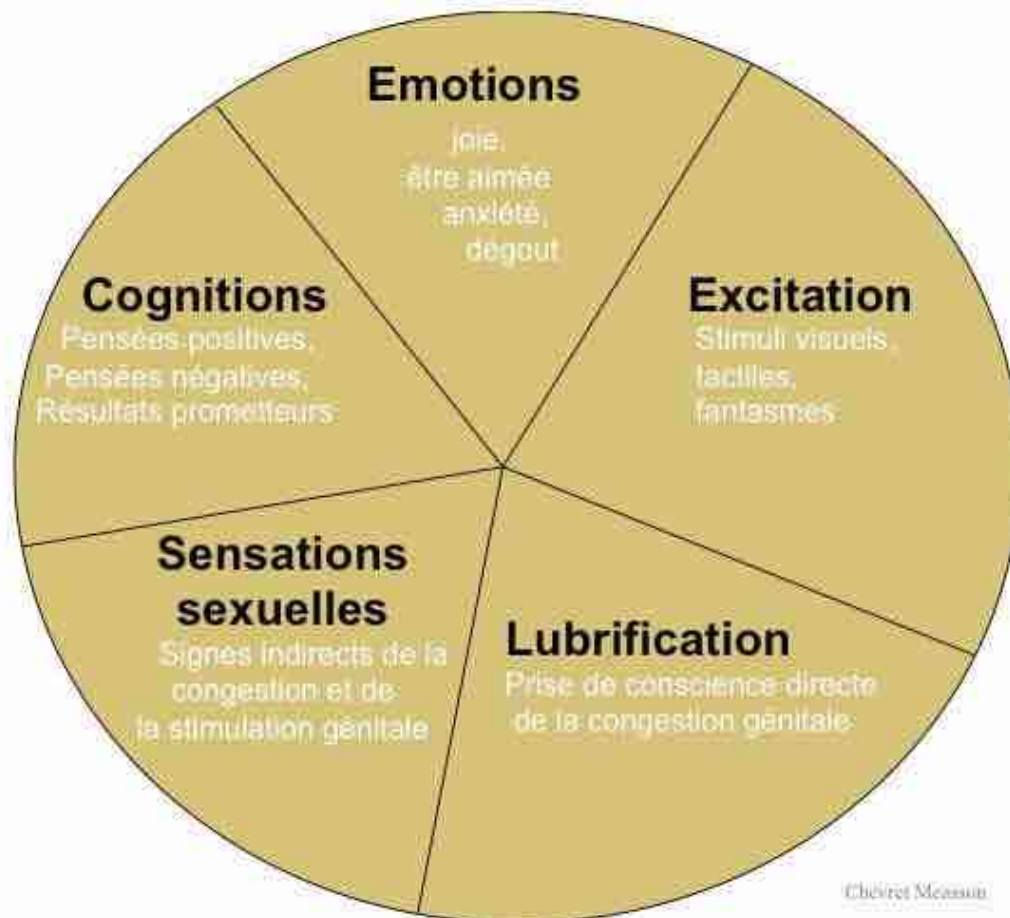 Emotions
joie,
être aimée
anxiété,
dégout
Cognitions
Pensées positives,
Pensées négatives,
Résultats prometteurs
Excitation
Stimuli visuels,
tactiles,
fantasmes
Sensations
sexuelles
Signes indirects de la
congestion et de
la stimulation génitale
Lubrification
Prise de conscience directe
de la congestion génitale
Chevret Measson